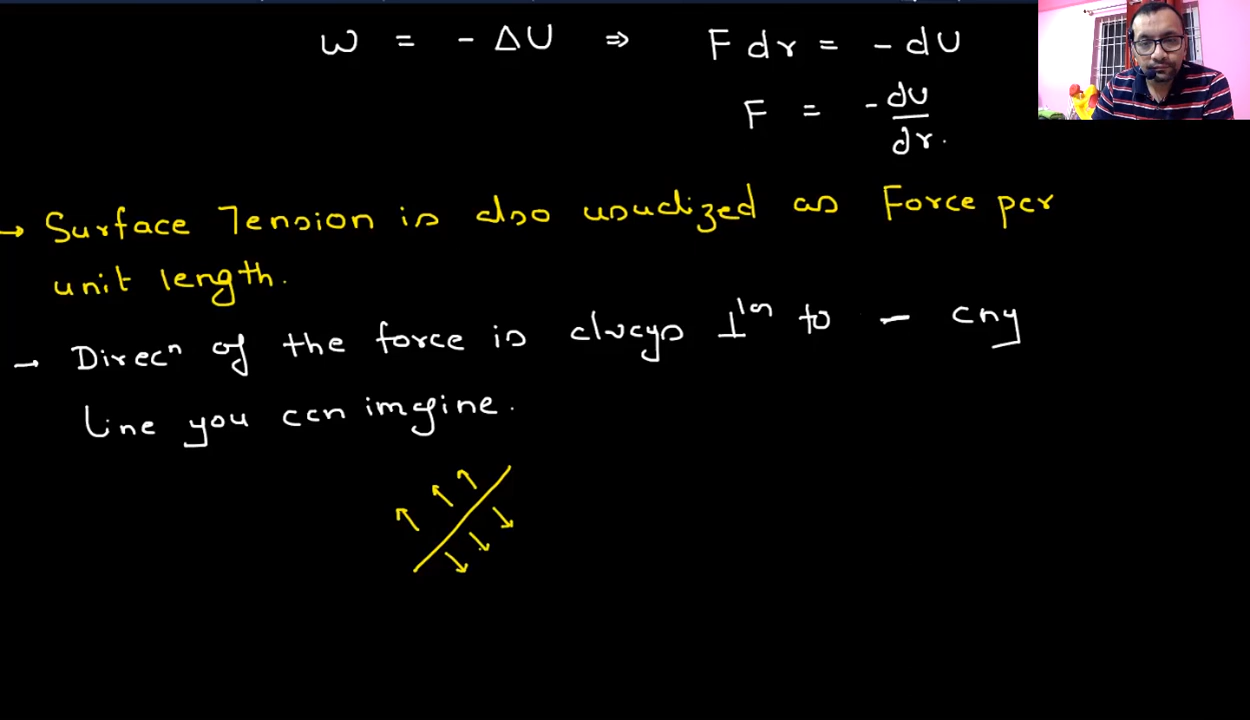 W = - ΔU ⇒ F dr = - dU
F = - dU/dr.
→ Surface Tension is also visualized as Force per
unit length.
→ Direcⁿ of the force is always ⊥lar to - any
line you can imagine.